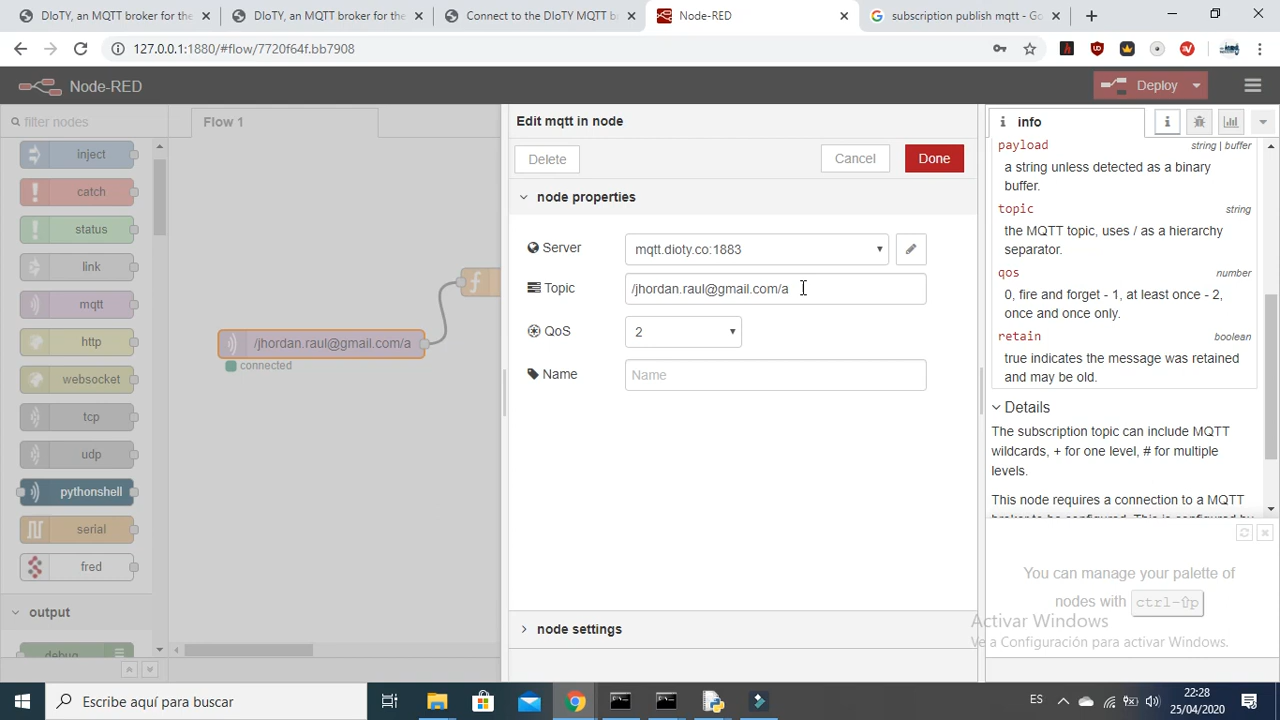 DIoTY, an MQTT broker for the
DIoTY, an MQTT broker for the
Connect to the DIoTY MQTT b
Node-RED
subscription publish mqtt - Go
127.0.0.1:1880/#flow/7720f64f.bb7908
Node-RED
Deploy
filter nodes
Flow 1
Edit mqtt in node
info
inject
catch
status
link
mqtt
http
websocket
tcp
udp
pythonshell
serial
fred
output
debug
/jhordan.raul@gmail.com/a
connected
Delete
Cancel
Done
node properties
Server
mqtt.dioty.co:1883
Topic
/jhordan.raul@gmail.com/a
QoS
2
Name
Name
node settings
payload
string | buffer
a string unless detected as a binary
buffer.
topic
string
the MQTT topic, uses / as a hierarchy
separator.
qos
number
0, fire and forget - 1, at least once - 2,
once and once only.
retain
boolean
true indicates the message was retained
and may be old.
Details
The subscription topic can include MQTT
wildcards, + for one level, # for multiple
levels.
This node requires a connection to a MQTT
broker to be configured. This is configured by
You can manage your palette of
nodes with ctrl-⇧p
Activar Windows
Ve a Configuración para activar Windows.
Escribe aquí para buscar
ES
22:28
25/04/2020